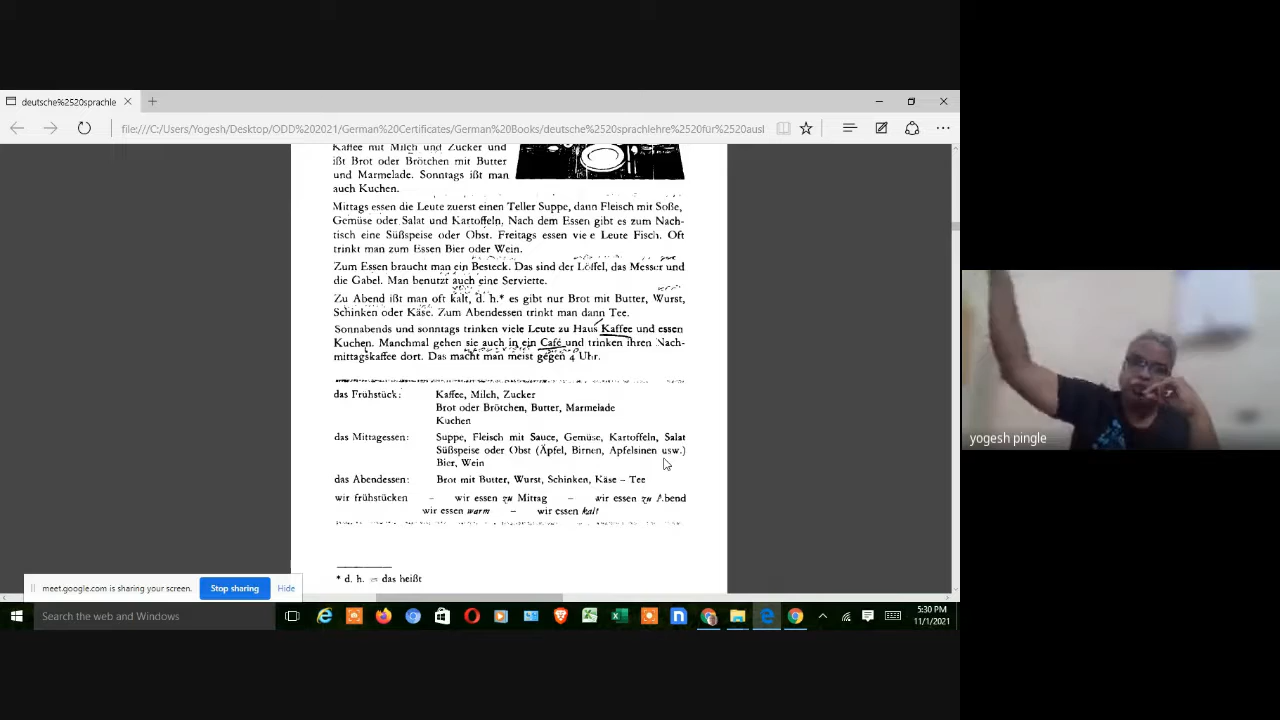 deutsche%2520sprachle
file:///C:/Users/Yogesh/Desktop/ODD%202021/German%20Certificates/German%20Books/deutsche%2520sprachlehre%2520für%2520ausl
Kaffee mit Milch und Zucker und
ißt Brot oder Brötchen mit Butter
und Marmelade. Sonntags ißt man
auch Kuchen.
Mittags essen die Leute zuerst einen Teller Suppe, dann Fleisch mit Soße,
Gemüse oder Salat und Kartoffeln. Nach dem Essen gibt es zum Nach-
tisch eine Süßspeise oder Obst. Freitags essen vie e Leute Fisch. Oft
trinkt man zum Essen Bier oder Wein.
Zum Essen braucht man ein Besteck. Das sind der Löffel, das Messer und
die Gabel. Man benutzt auch eine Serviette.
Zu Abend ißt man oft kalt, d. h.* es gibt nur Brot mit Butter, Wurst,
Schinken oder Käse. Zum Abendessen trinkt man dann Tee.
Sonnabends und sonntags trinken viele Leute zu Haus Kaffee und essen
Kuchen. Manchmal gehen sie auch in ein Café und trinken ihren Nach-
mittagskaffee dort. Das macht man meist gegen 4 Uhr.
das Frühstück: Kaffee, Milch, Zucker
Brot oder Brötchen, Butter, Marmelade
Kuchen
das Mittagessen: Suppe, Fleisch mit Sauce, Gemüse, Kartoffeln, Salat
Süßspeise oder Obst (Äpfel, Birnen, Apfelsinen usw.)
Bier, Wein
das Abendessen: Brot mit Butter, Wurst, Schinken, Käse – Tee
wir frühstücken – wir essen zu Mittag – wir essen zu Abend
wir essen warm – wir essen kalt
* d. h. = das heißt
meet.google.com is sharing your screen. Stop sharing Hide
Search the web and Windows
5:30 PM
11/1/2021
yogesh pingle